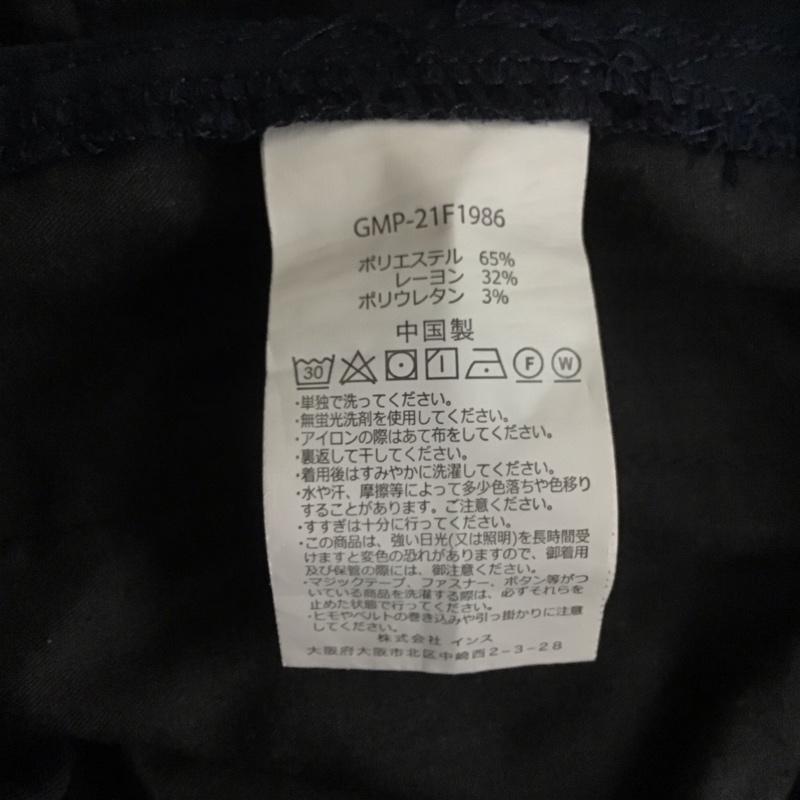 GMP-21F1986
ポリエステル 65%
レーヨン 32%
ポリウレタン 3%
中国製
30 F W
・単独で洗ってください。
・無蛍光洗剤を使用してください。
・アイロンの際はあて布をしてください。
・裏返して干してください。
・着用後はすみやかに洗濯してください。
・水や汗、摩擦等によって多少色落ちや色移り
することがあります。ご注意ください。
・すすぎは十分に行ってください。
・この商品は、強い日光(又は照明)を長時間受
けますと変色の恐れがありますので、御着用
及び保管の際には、御注意ください。
・マジックテープ、ファスナー、ボタン等がつ
いている商品を洗濯する際は、必ずそれらを
止めた状態で行ってください。
・ヒモやベルトの巻き込みや引っ掛かりに注意
してください。
株式会社 インス
大阪府大阪市北区中崎西2-3-28